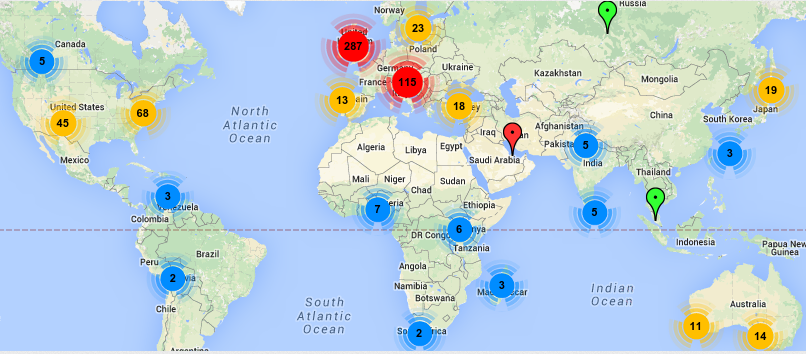 Russia
Norway
23
Canada
287
Poland
5
Germany
Ukraine
Kazakhstan
Mongolia
France
115
19
13
18
Japan
United States
68
45
North
Atlantic
Ocean
China
South Korea
Iraq
Afghanistan
Algeria
Libya
Egypt
5
3
Mexico
Saudi Arabia
India
Mali
Niger
Chad
Sudan
Thailand
3
7
5
Colombia
Ethiopia
6
DR Congo
Tanzania
Indonesia
Papua New
Guinea
Brazil
Peru
2
Angola
3
Namibia
Botswana
Indian
Ocean
South
Atlantic
Ocean
Chile
Australia
11
14
2
Argentina